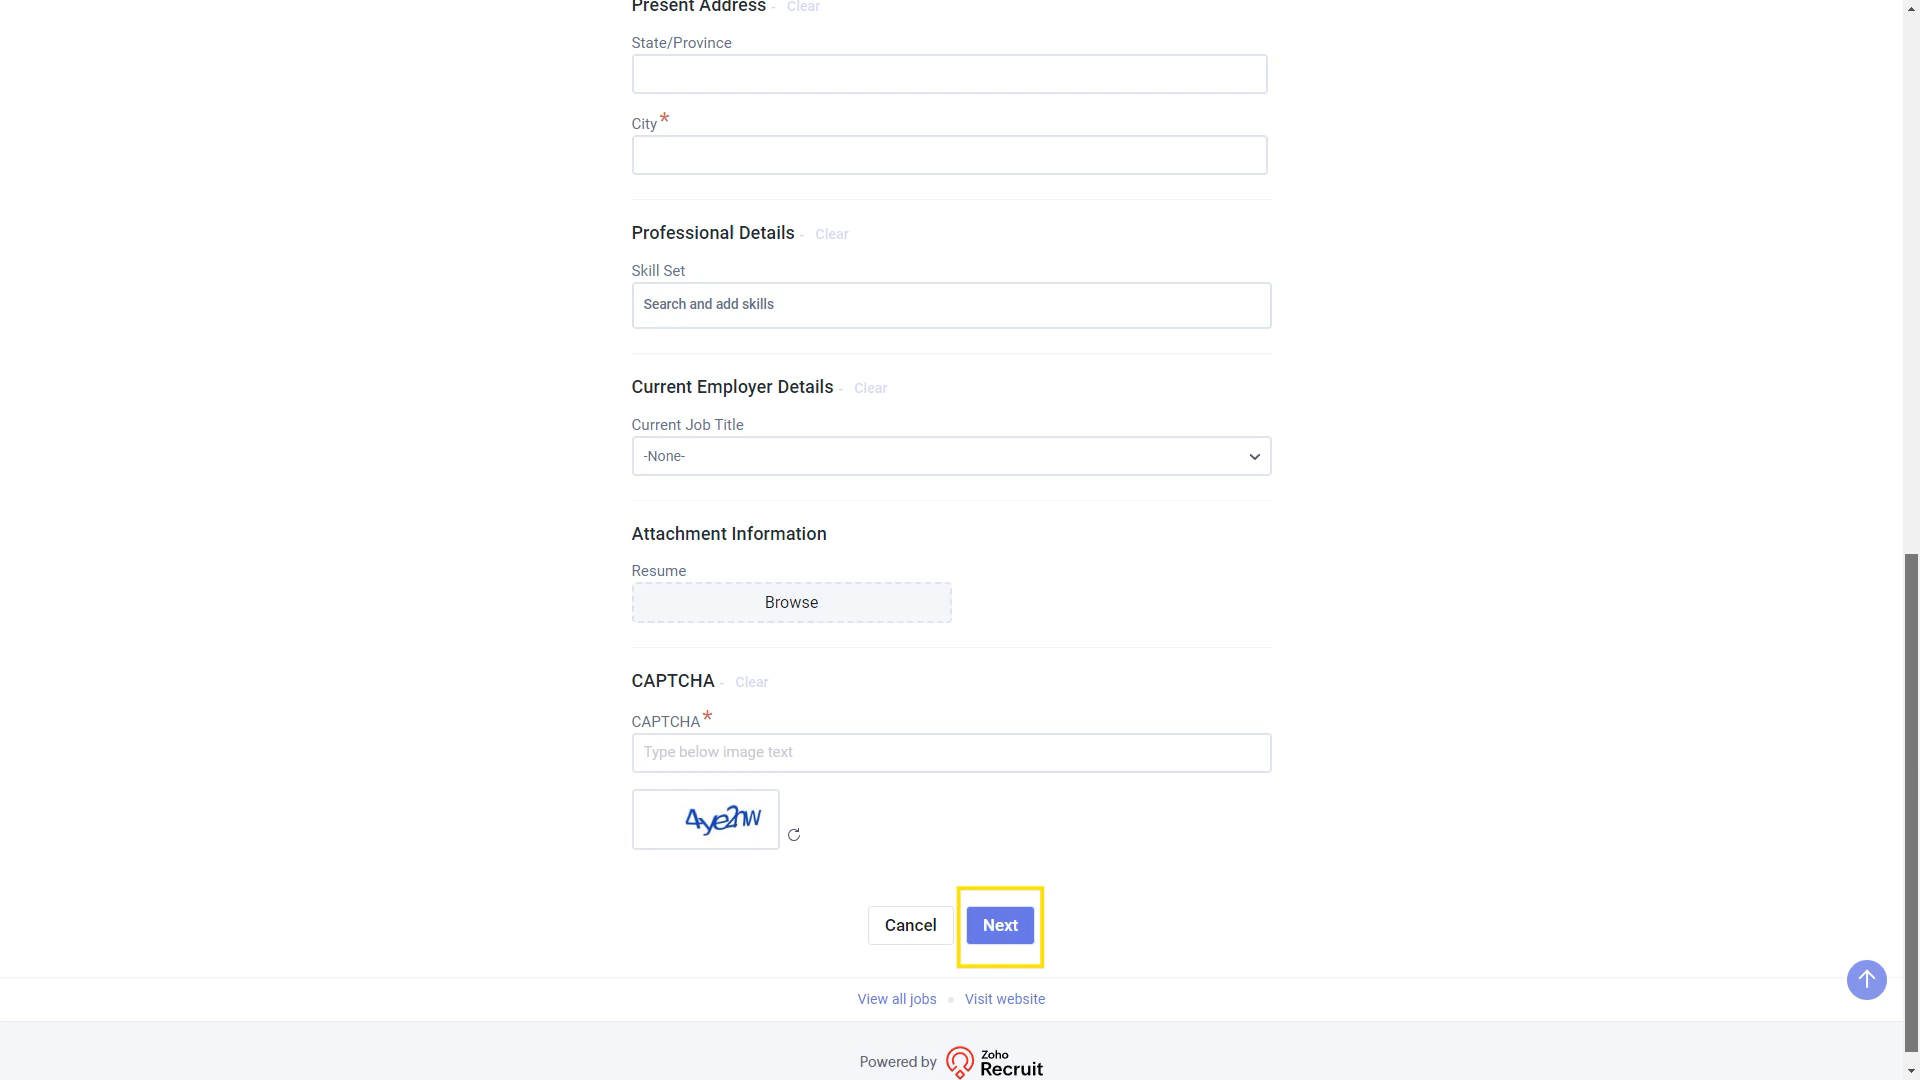 Present Address - Clear
State/Province
City*
Professional Details - Clear
Skill Set
Search and add skills
Current Employer Details - Clear
Current Job Title
-None-
Attachment Information
Resume
Browse
CAPTCHA - Clear
CAPTCHA*
Type below image text
4ye2hw
Cancel Next
View all jobs • Visit website
Powered by Zoho Recruit